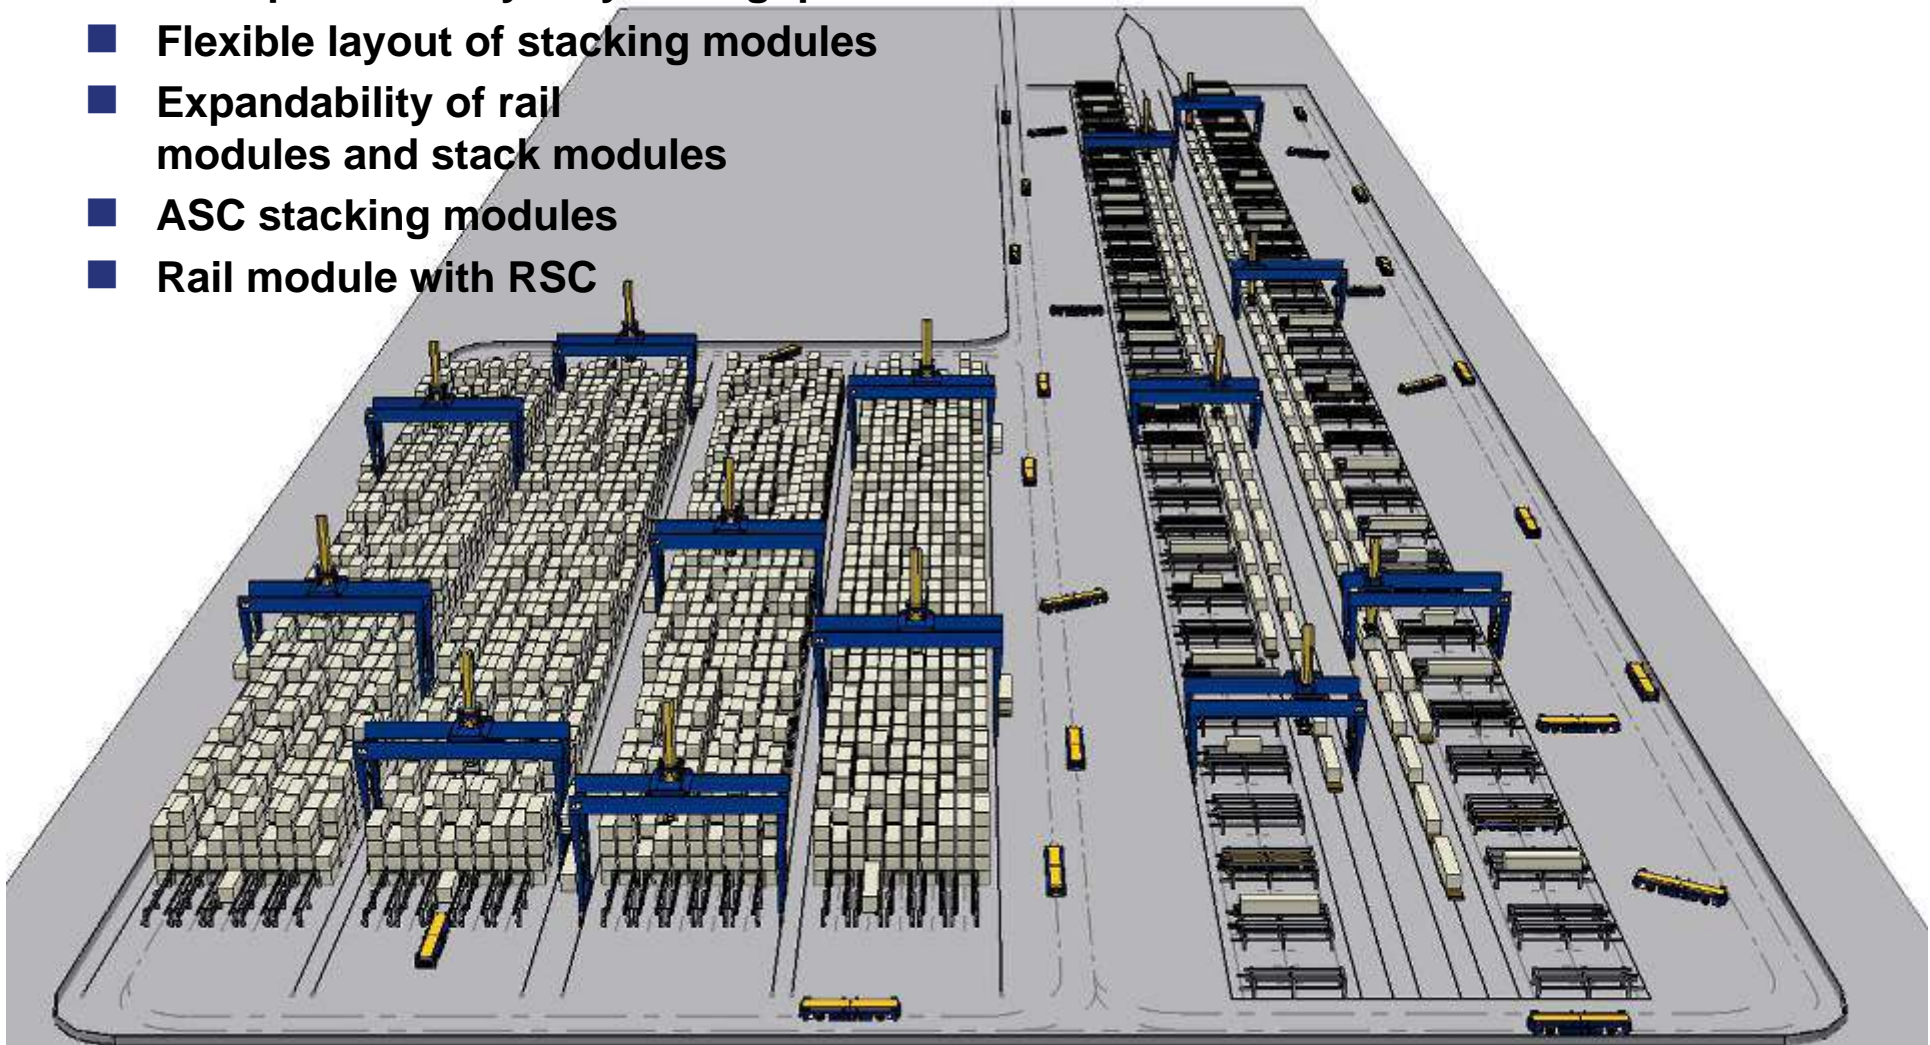 Flexible layout of stacking modules
Expandability of rail
modules and stack modules
ASC stacking modules
Rail module with RSC